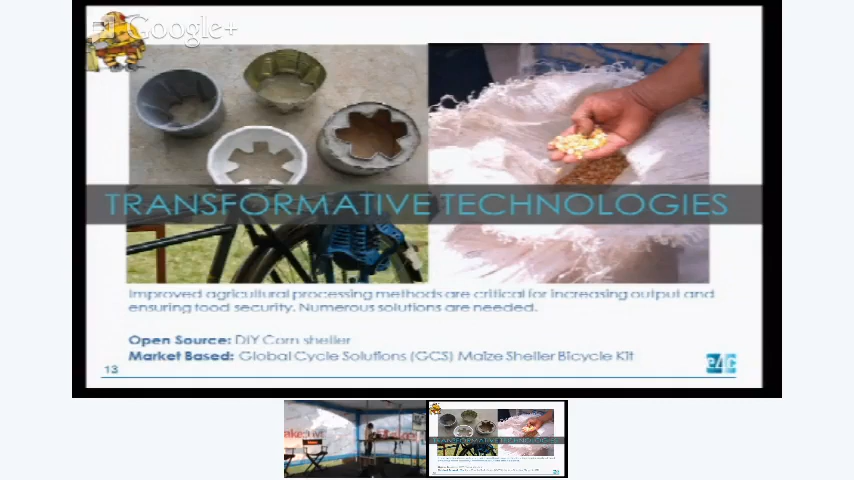 Google+
TRANSFORMATIVE TECHNOLOGIES
Improved agricultural processing methods are critical for increasing output and
ensuring food security. Numerous solutions are needed.
Open Source: DIY Corn sheller
Market Based: Global Cycle Solutions (GCS) Maize Sheller Bicycle Kit
13